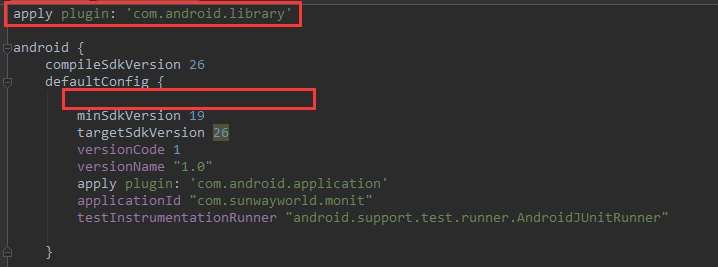 apply plugin: 'com.android.library'
android {
compileSdkVersion 26
defaultConfig {
minSdkVersion 19
targetSdkVersion 26
versionCode 1
versionName "1.0"
apply plugin: 'com.android.application'
applicationId "com.sunwayworld.monit"
testInstrumentationRunner "android.support.test.runner.AndroidJUnitRunner"
}